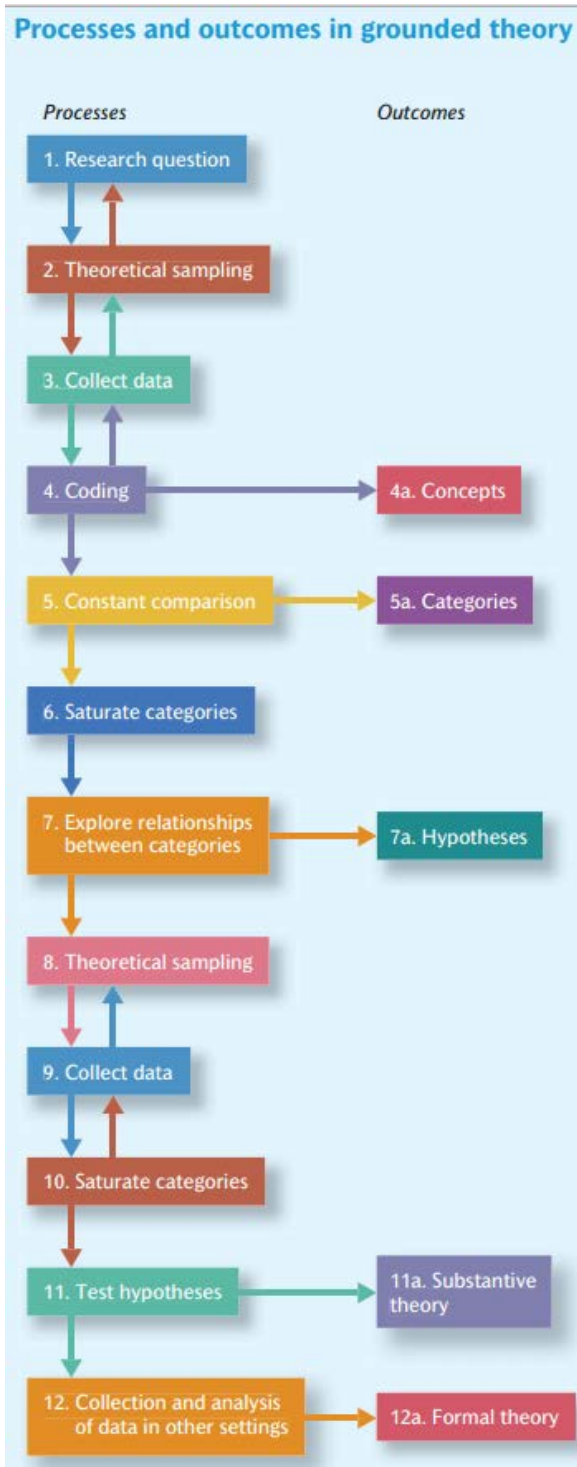 Processes and outcomes in grounded theory
Processes
Outcomes
1. Research question
2. Theoretical sampling
3. Collect data
4. Coding
4a. Concepts
5. Constant comparison
5a. Categories
6. Saturate categories
7. Explore relationships
between categories
7a. Hypotheses
8. Theoretical sampling
9. Collect data
10. Saturate categories
11. Test hypotheses
11a. Substantive
theory
12. Collection and analysis
of data in other settings
12a. Formal theory